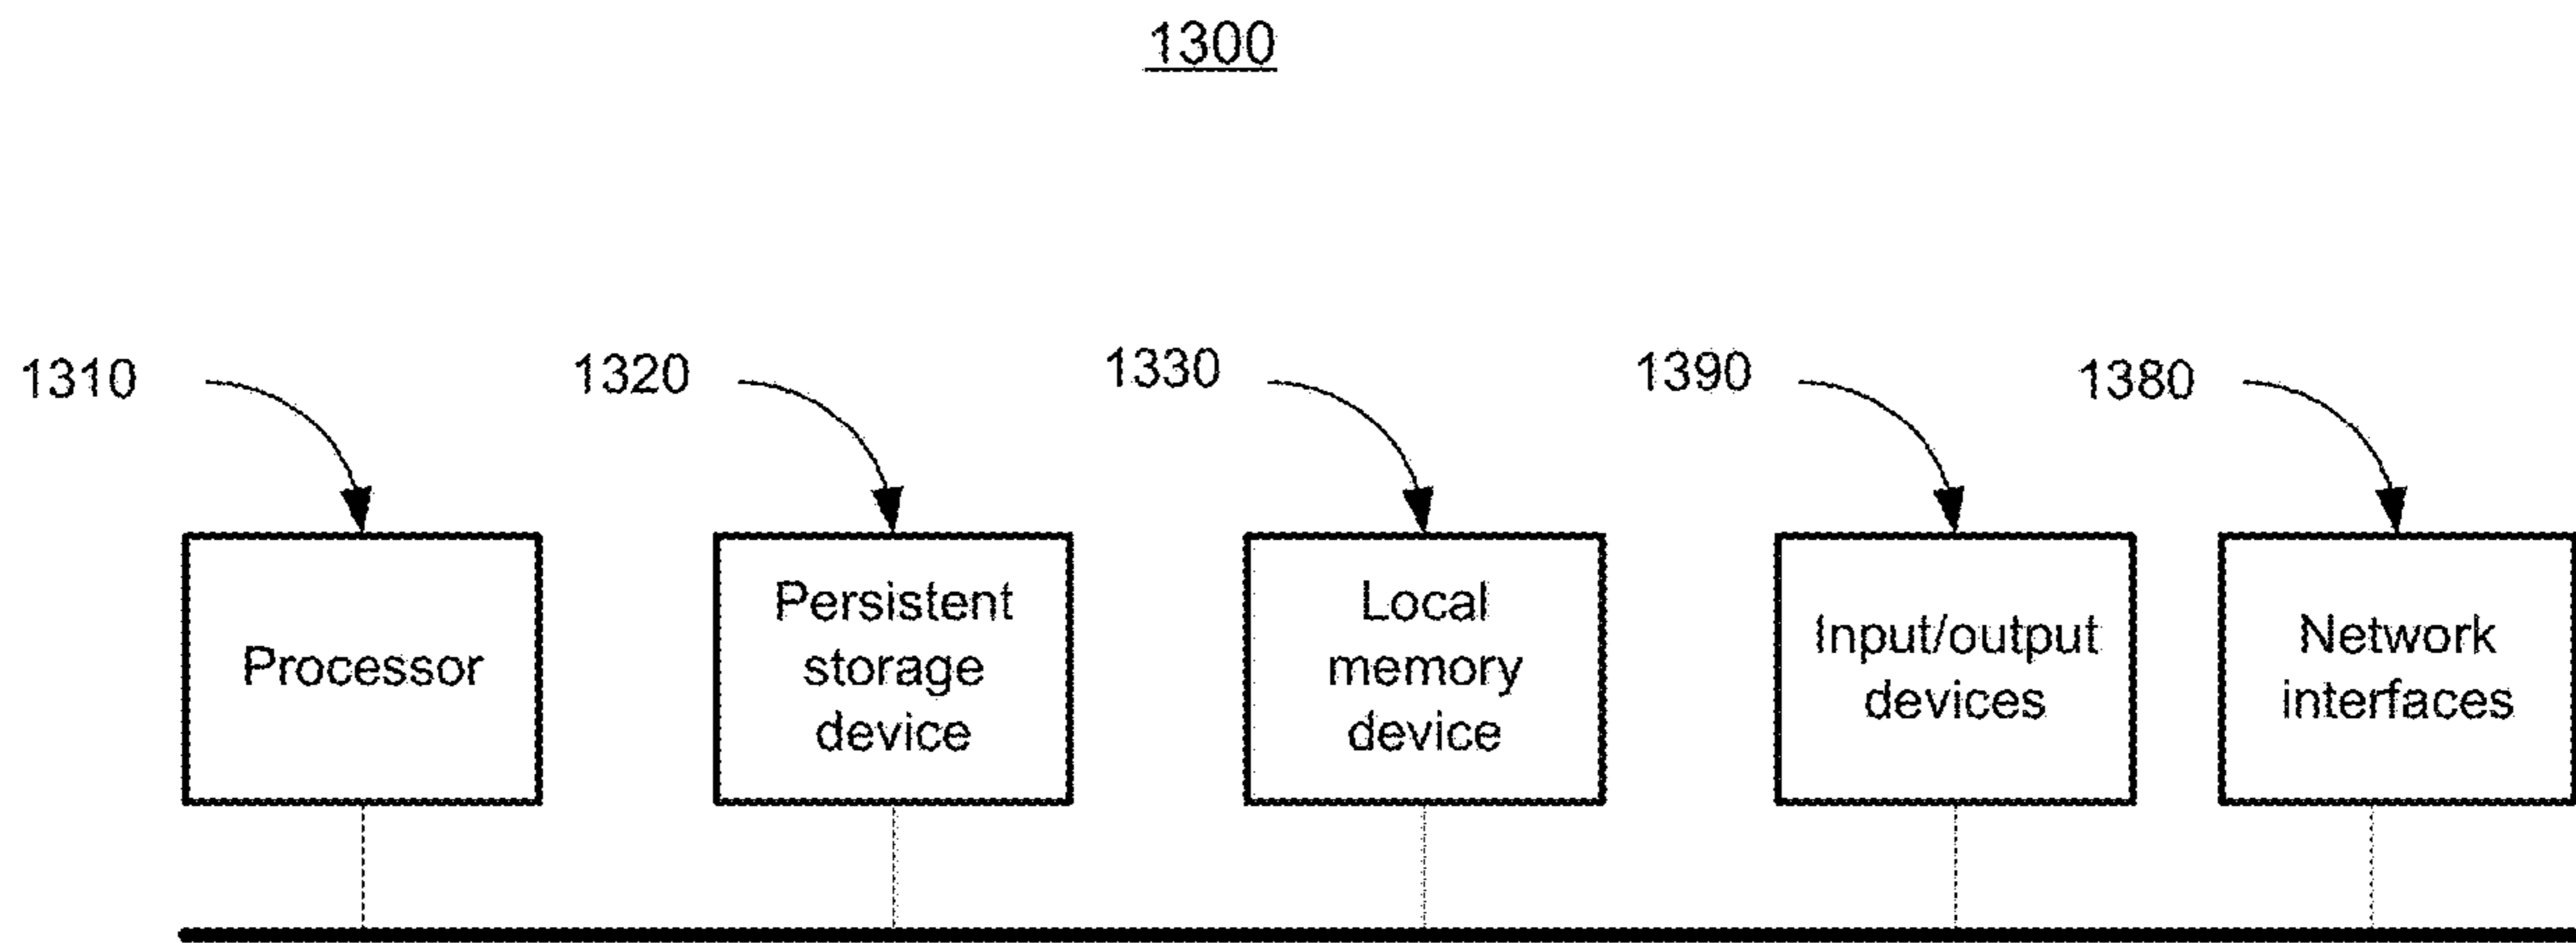 1300
1310
1320
1330
1390
1380
Processor
Persistent
storage
device
Local
memory
device
Input/output
devices
Network
interfaces